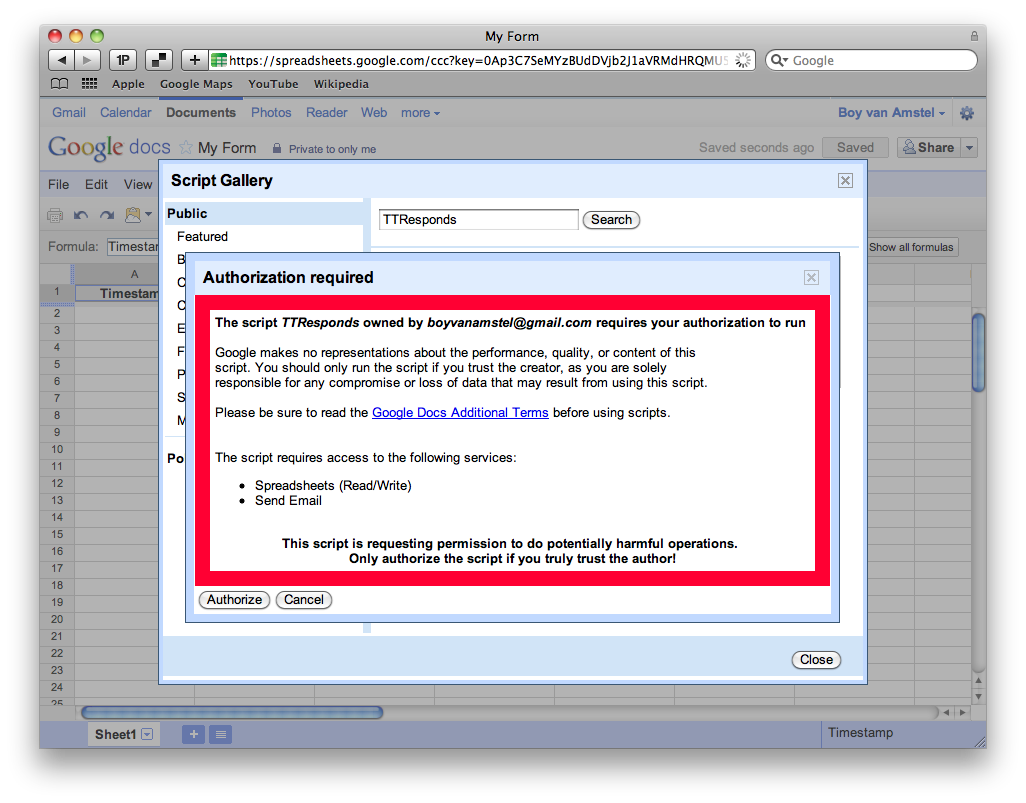 My Form
1P
+
https://spreadsheets.google.com/ccc?key=0Ap3C7SeMYzBUdDVjb2J1aVRMdHRQMU5
Google
Apple Google Maps YouTube Wikipedia
Gmail Calendar Documents Photos Reader Web more
Boy van Amstel
Google docs
My Form
Private to only me
Saved seconds ago
Saved
Share
File Edit View
Formula:
Timestar
Show all formulas
A
1
Timestam
2
3
4
5
6
7
8
9
10
11
12
13
14
15
16
17
18
19
20
21
22
23
24
25
Script Gallery
Public
Featured
B
C
C
E
F
P
S
M
Po
TTResponds
Search
Authorization required
The script TTResponds owned by boyvanamstel@gmail.com requires your authorization to run
Google makes no representations about the performance, quality, or content of this
script. You should only run the script if you trust the creator, as you are solely
responsible for any compromise or loss of data that may result from using this script.
Please be sure to read the Google Docs Additional Terms before using scripts.
The script requires access to the following services:
• Spreadsheets (Read/Write)
• Send Email
This script is requesting permission to do potentially harmful operations.
Only authorize the script if you truly trust the author!
Authorize
Cancel
Close
Sheet1
+
Timestamp